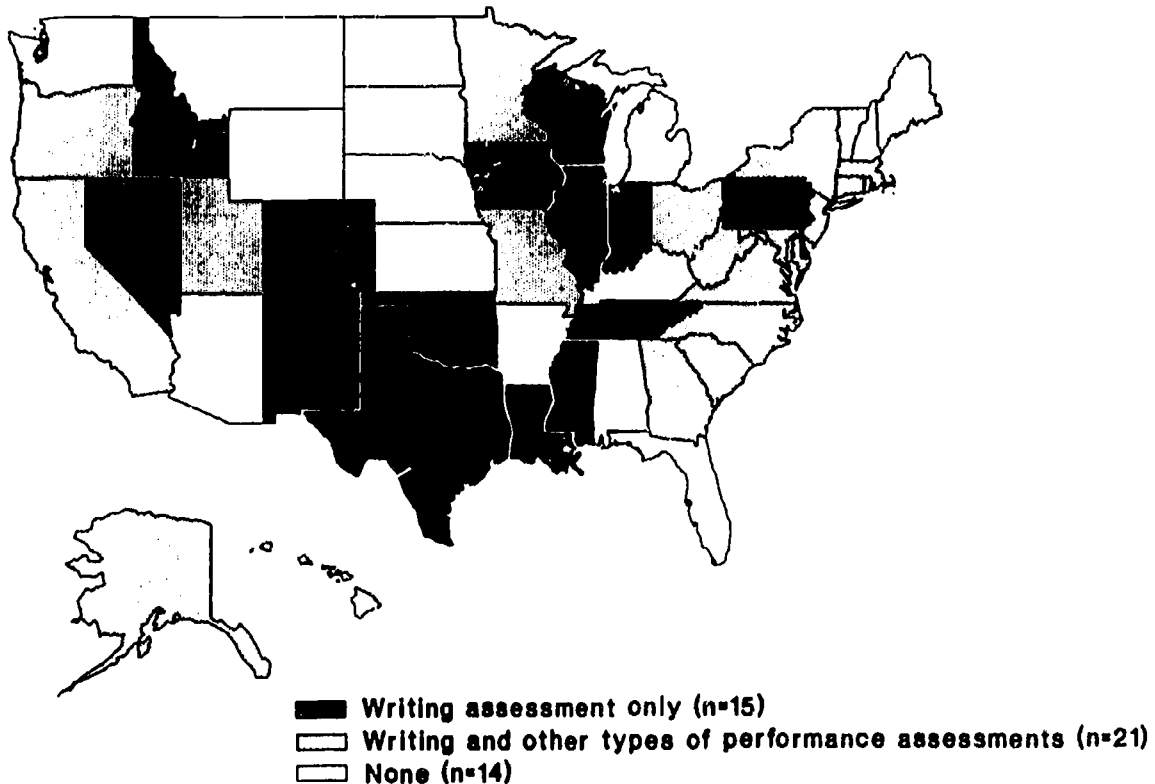 Writing assessment only (n=15)
Writing and other types of performance assessments (n=21)
None (n=14)